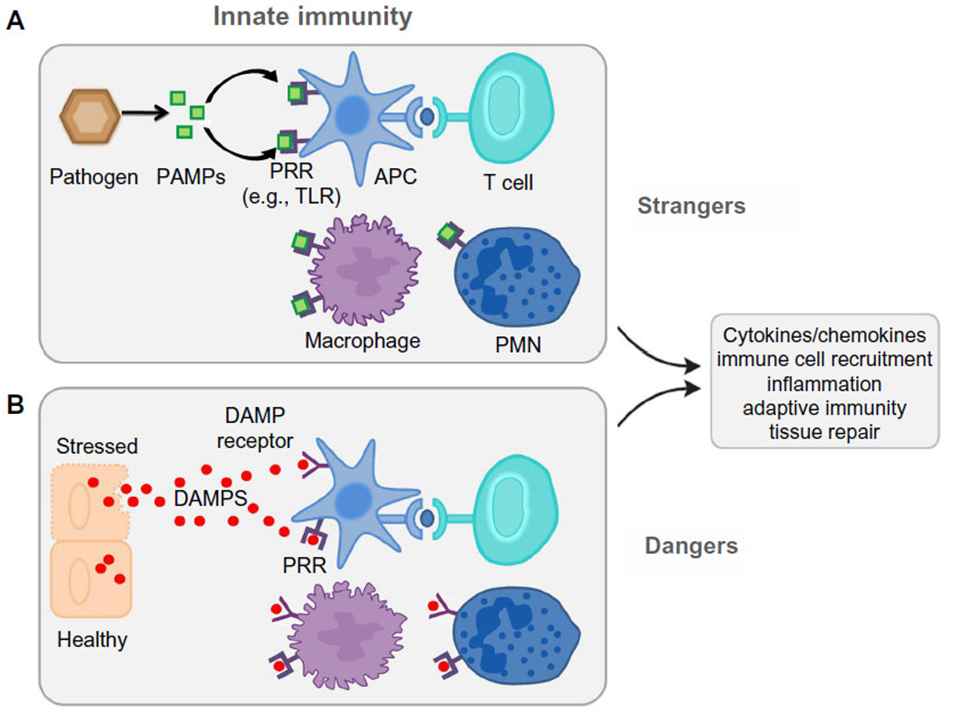 A
Innate immunity
Pathogen
PAMPs
PRR
(e.g., TLR)
APC
T cell
Macrophage
PMN
Strangers
Cytokines/chemokines
immune cell recruitment
inflammation
adaptive immunity
tissue repair
B
Stressed
DAMP
receptor
DAMPS
PRR
Healthy
Dangers